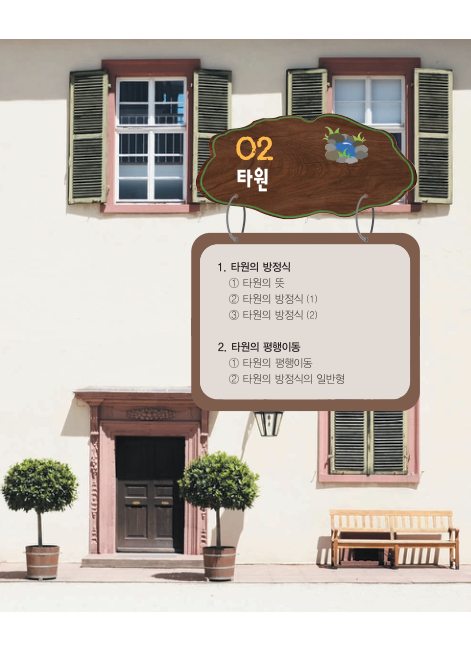 02
타원
1. 타원의 방정식
① 타원의 뜻
② 타원의 방정식 (1)
③ 타원의 방정식 (2)
2. 타원의 평행이동
① 타원의 평행이동
② 타원의 방정식의 일반형